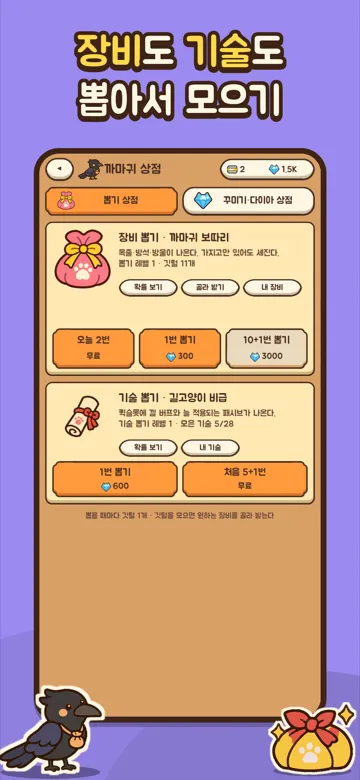 장비도 기술도
뽑아서 모으기
까마귀 상점
2
1.5K
뽑기 상점
꾸미기·다이아 상점
장비 뽑기 · 까마귀 보따리
목줄·방석·방울이 나온다. 가지고만 있어도 세진다.
뽑기 레벨 1 · 깃털 11개
확률 보기
골라 받기
내 장비
오늘 2번
무료
1번 뽑기
300
10+1번 뽑기
3000
기술 뽑기 · 길고양이 비급
퀵슬롯에 걸 버프와 늘 적용되는 패시브가 나온다.
기술 뽑기 레벨 1 · 모은 기술 5/28
확률 보기
내 기술
1번 뽑기
600
처음 5+1번
무료
뽑을 때마다 깃털 1개 · 깃털을 모으면 원하는 장비를 골라 받는다